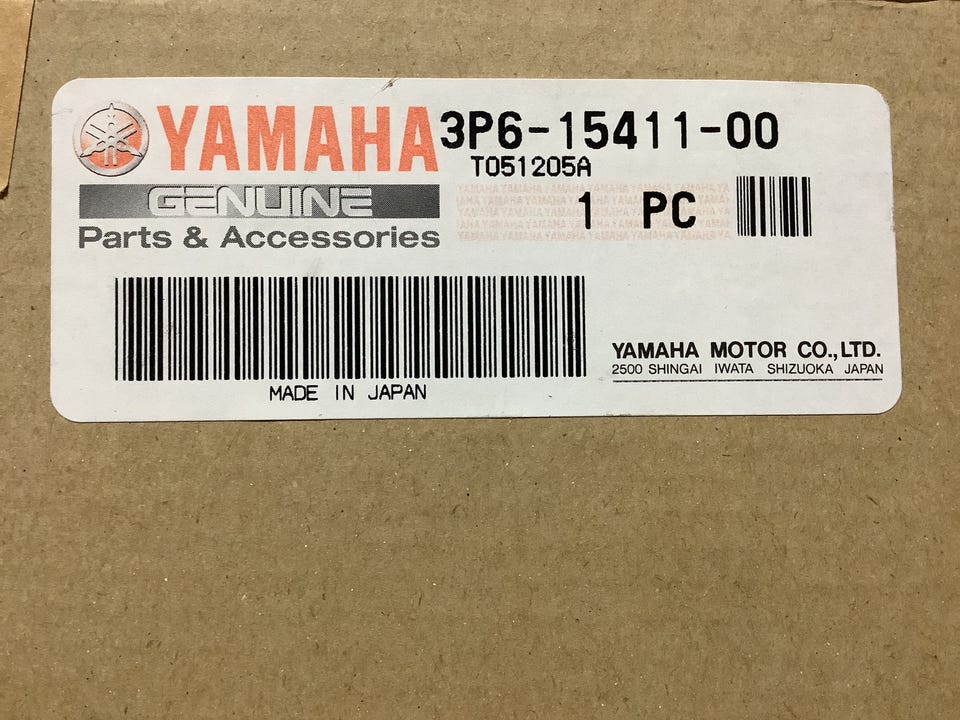 YAMAHA 3P6-15411-00
T051205A
GENUINE
1 PC
Parts & Accessories
YAMAHA MOTOR CO.,LTD.
2500 SHINGAI IWATA SHIZUOKA JAPAN
MADE IN JAPAN